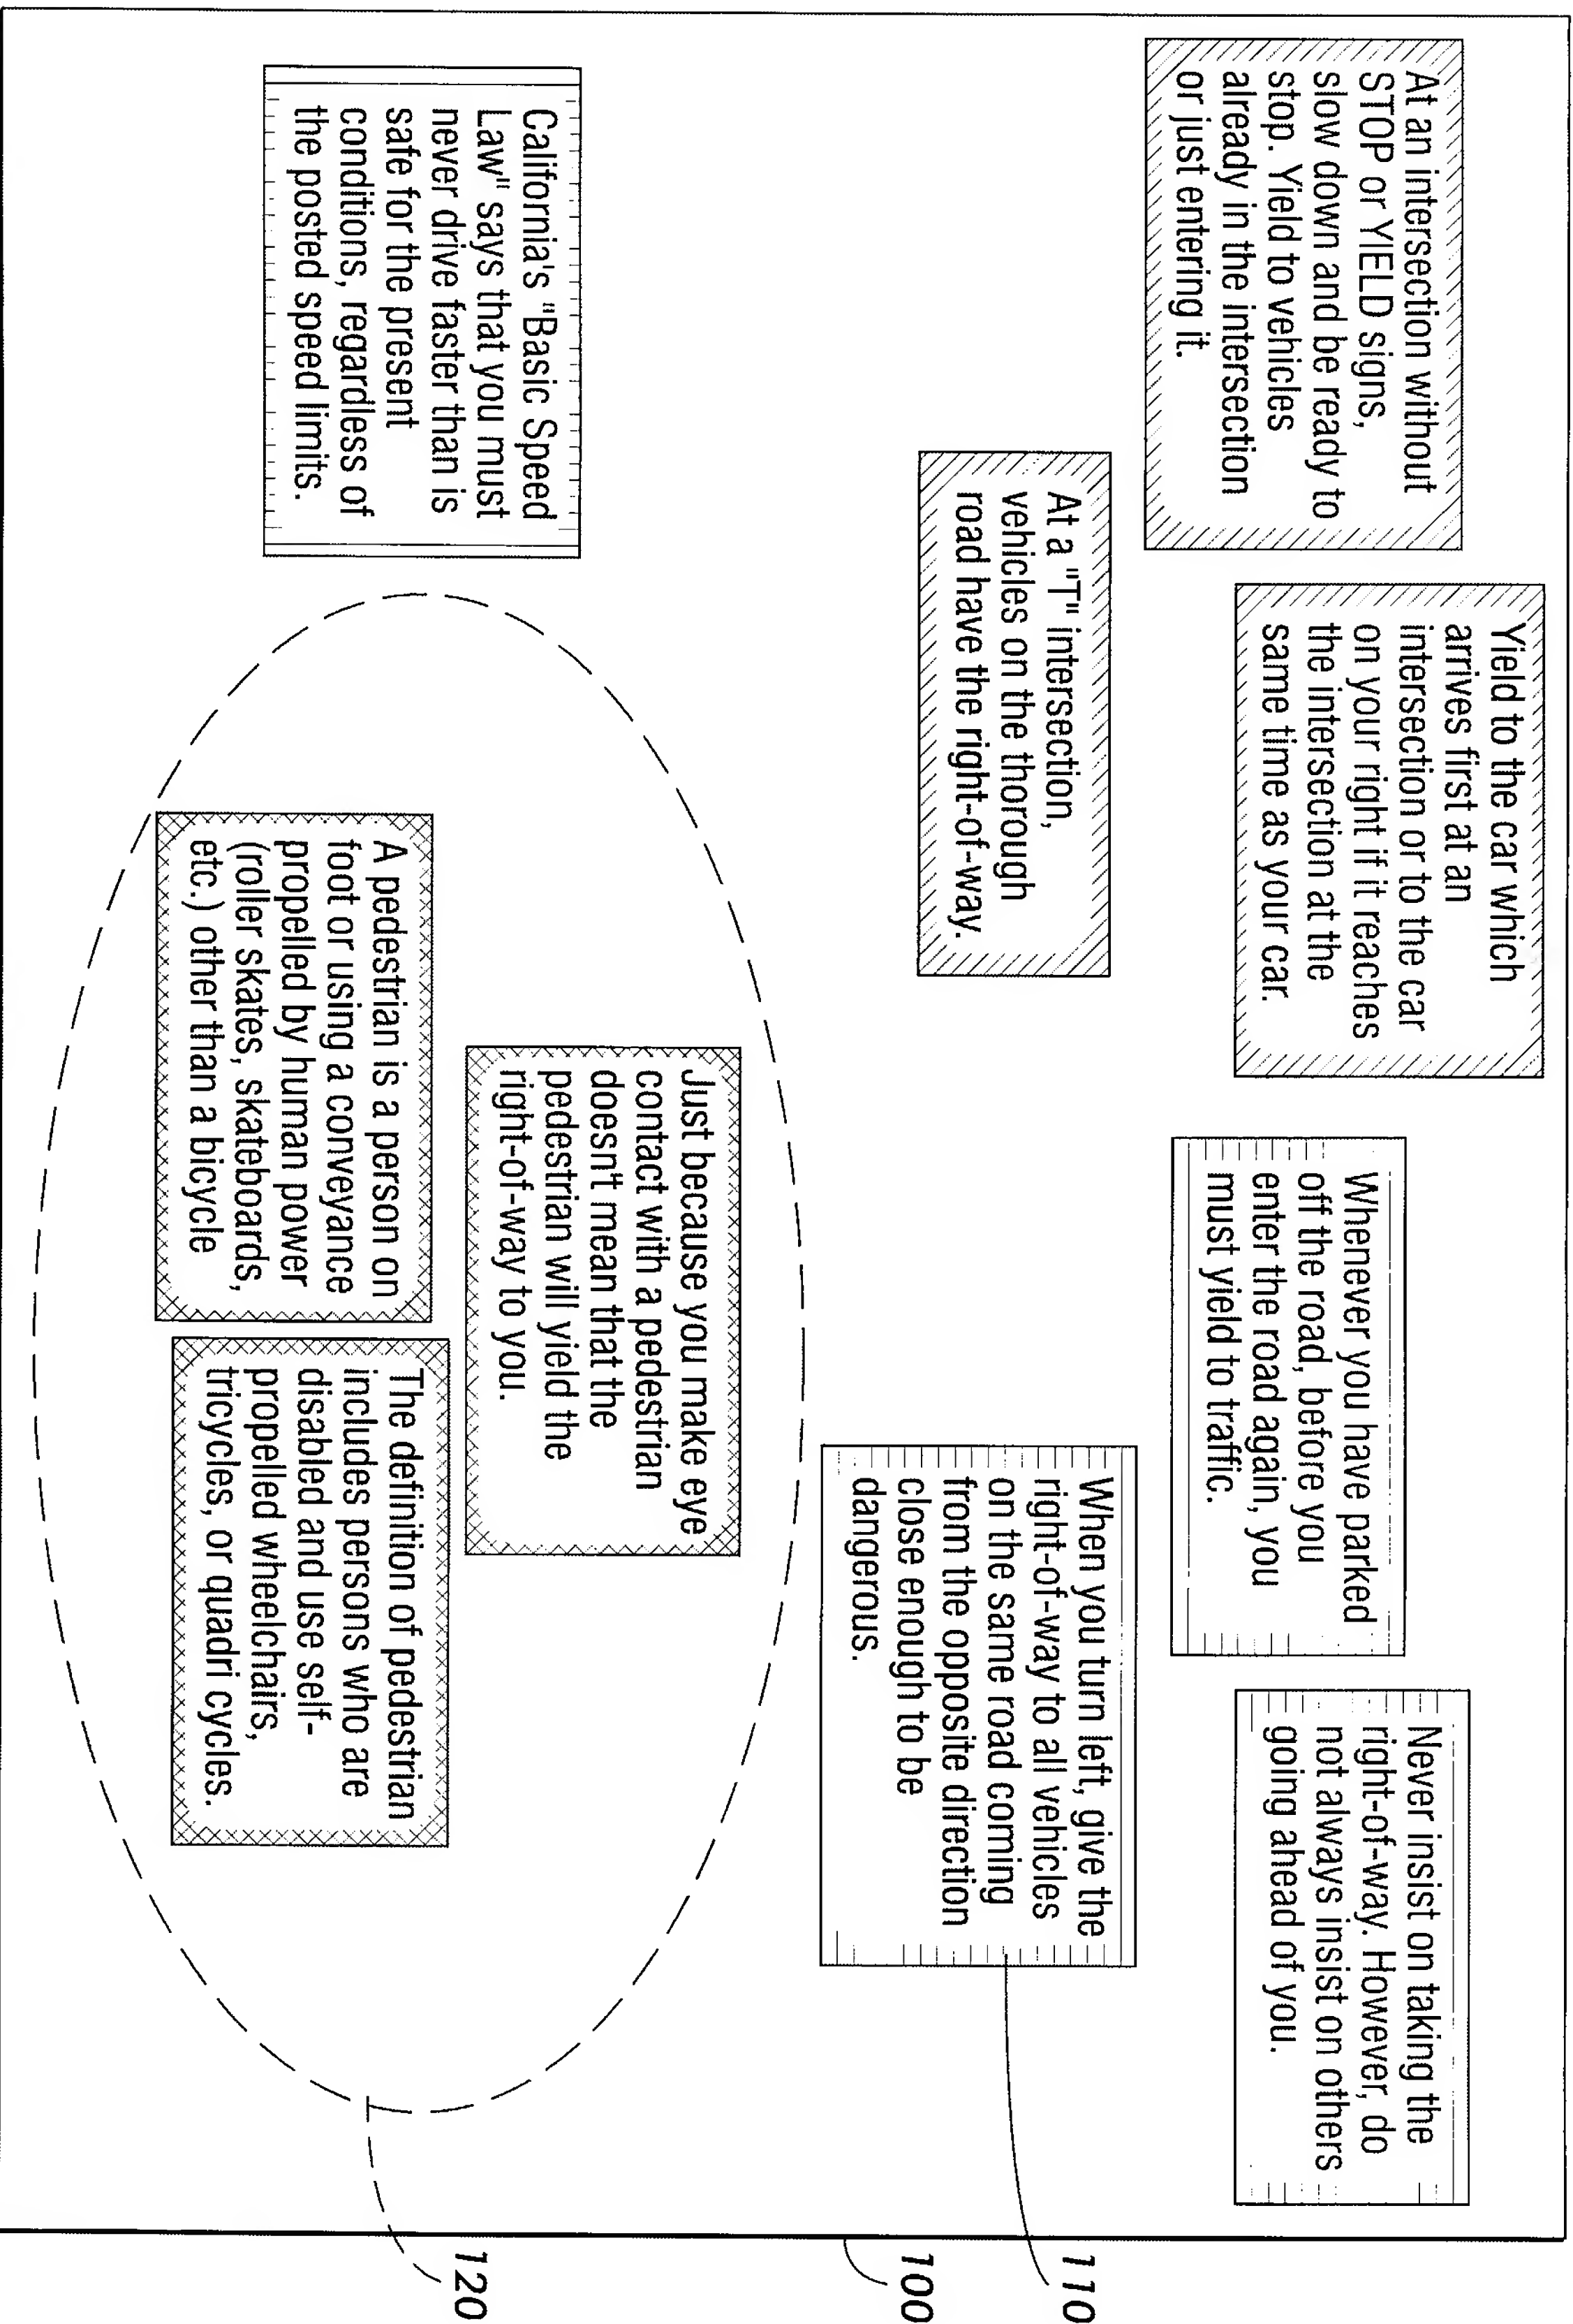 At an intersection without
STOP or YIELD signs,
slow down and be ready to
stop. Yield to vehicles
already in the intersection
or just entering it.
Yield to the car which
arrives first at an
intersection or to the car
on your right if it reaches
the intersection at the
same time as your car.
Whenever you have parked
off the road, before you
enter the road again, you
must yield to traffic.
Never insist on taking the
right-of-way. However, do
not always insist on others
going ahead of you.
At a "T" intersection,
vehicles on the thorough
road have the right-of-way.
When you turn left, give the
right-of-way to all vehicles
on the same road coming
from the opposite direction
close enough to be
dangerous.
110
100
California's "Basic Speed
Law" says that you must
never drive faster than is
safe for the present
conditions, regardless of
the posted speed limits.
Just because you make eye
contact with a pedestrian
doesn't mean that the
pedestrian will yield the
right-of-way to you.
A pedestrian is a person on
foot or using a conveyance
propelled by human power
(roller skates, skateboards,
etc.) other than a bicycle
The definition of pedestrian
includes persons who are
disabled and use self-
propelled wheelchairs,
tricycles, or quadri cycles.
120